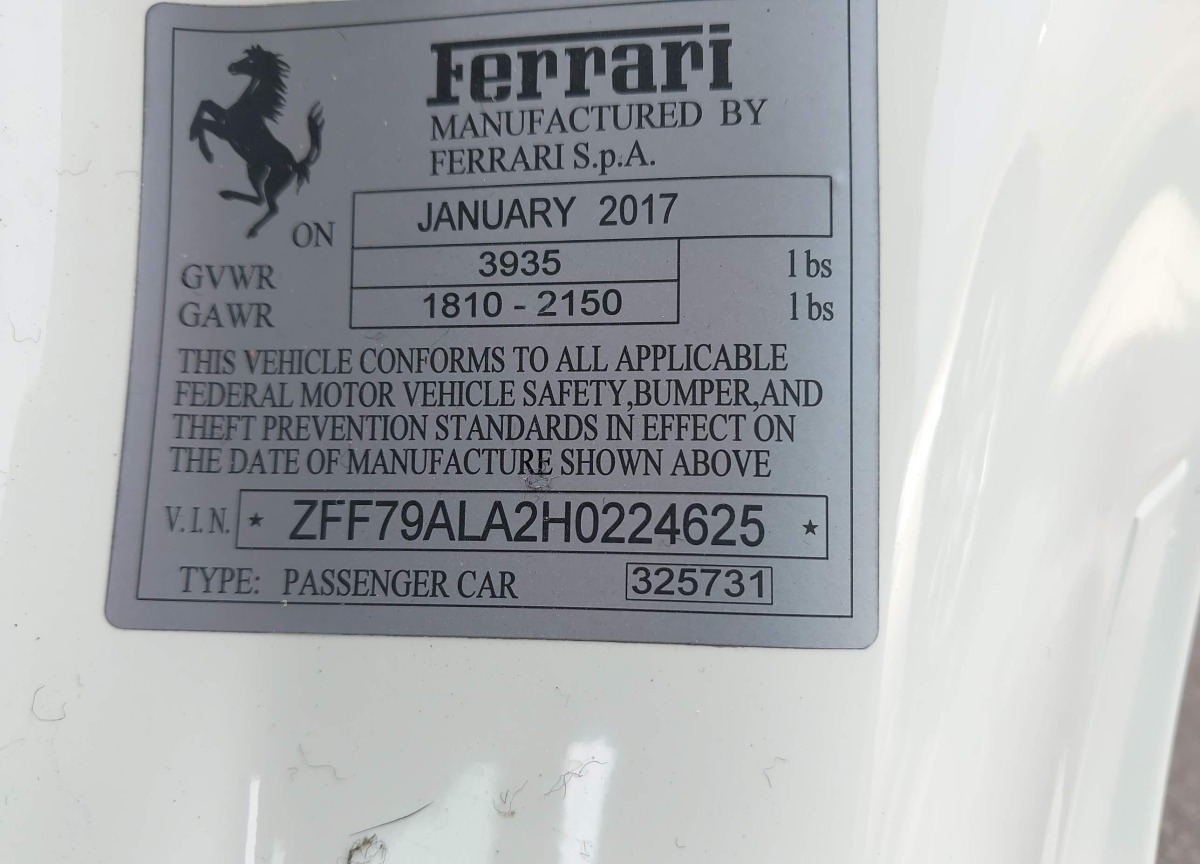 Ferrari
MANUFACTURED BY
FERRARI S.p.A.
ON JANUARY 2017
GVWR 3935 lbs
GAWR 1810 - 2150 lbs
THIS VEHICLE CONFORMS TO ALL APPLICABLE
FEDERAL MOTOR VEHICLE SAFETY,BUMPER,AND
THEFT PREVENTION STANDARDS IN EFFECT ON
THE DATE OF MANUFACTURE SHOWN ABOVE
V.I.N. ★ ZFF79ALA2H0224625 ★
TYPE: PASSENGER CAR 325731